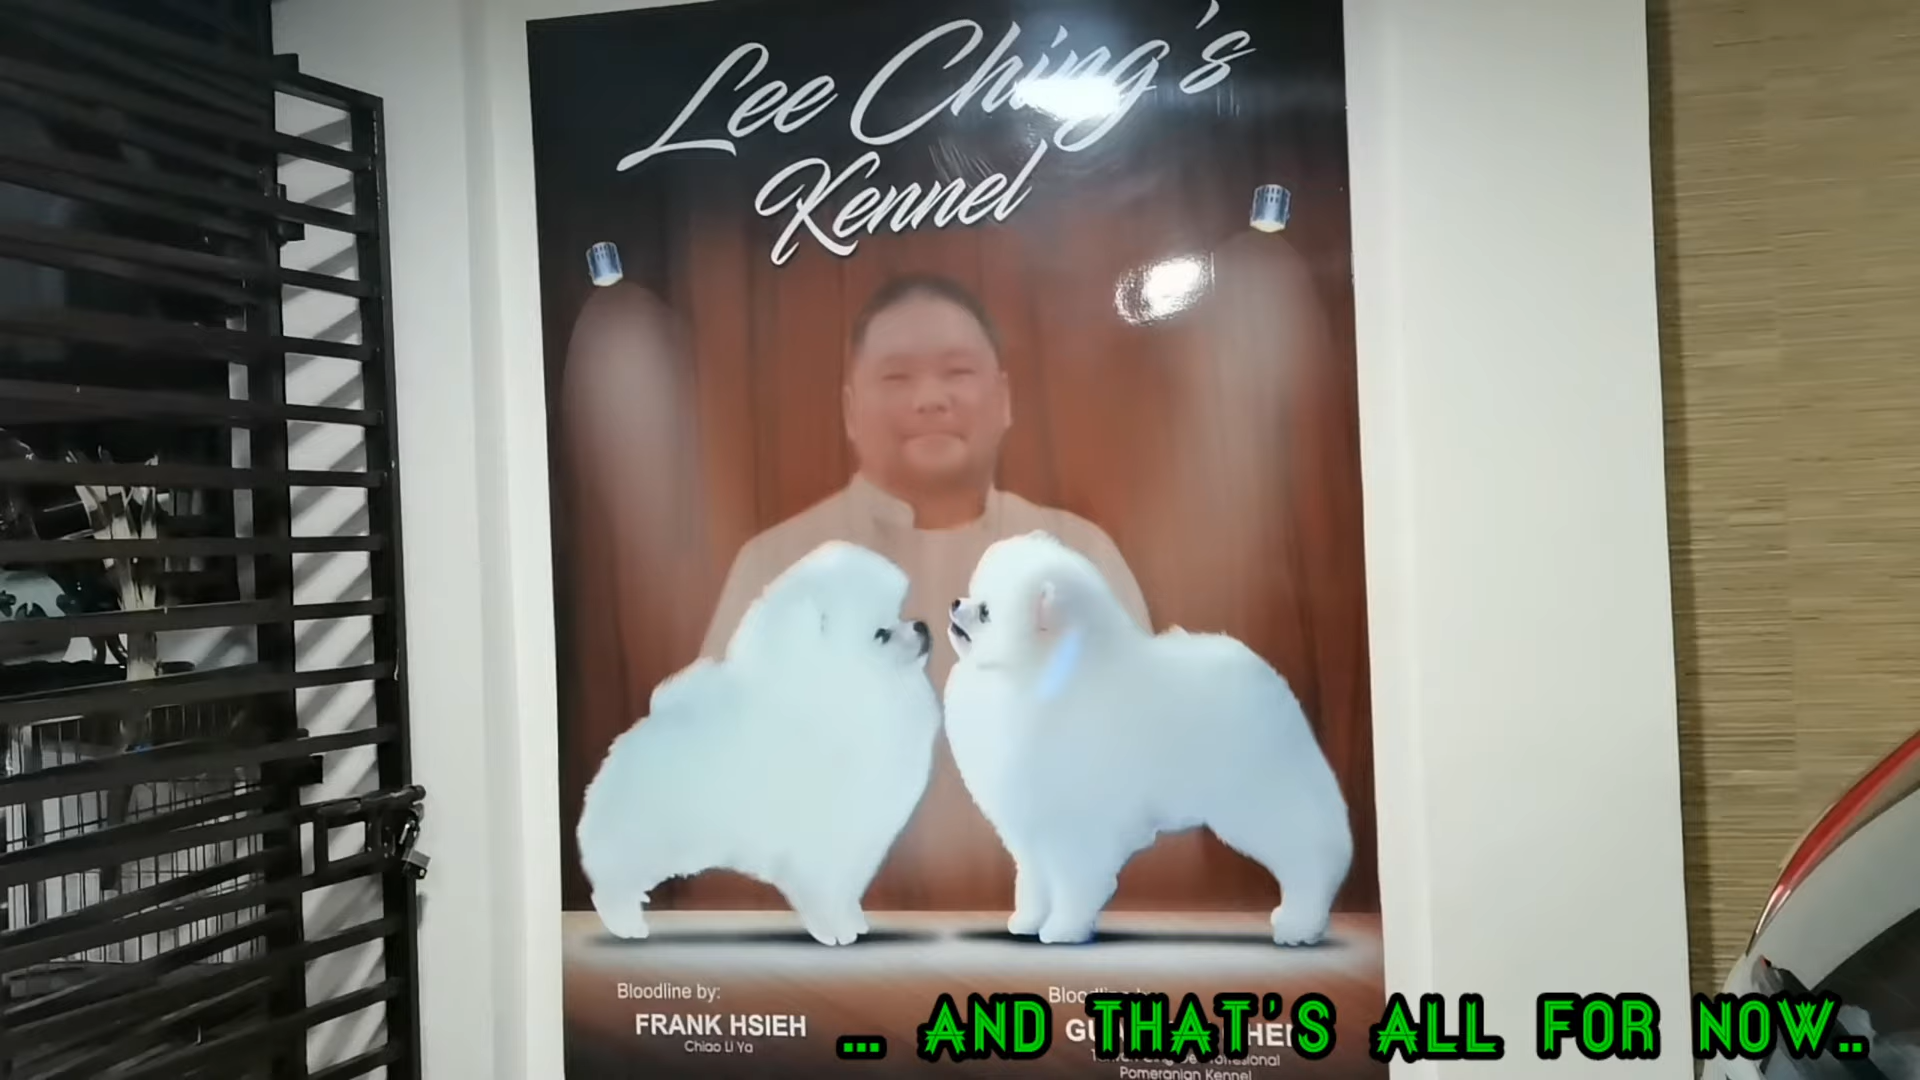 Lee Ching's
Kennel
Bloodline by:
FRANK HSIEH
Chiao Li Ya
... AND THAT'S ALL FOR NOW..
Pomeranian Kennel